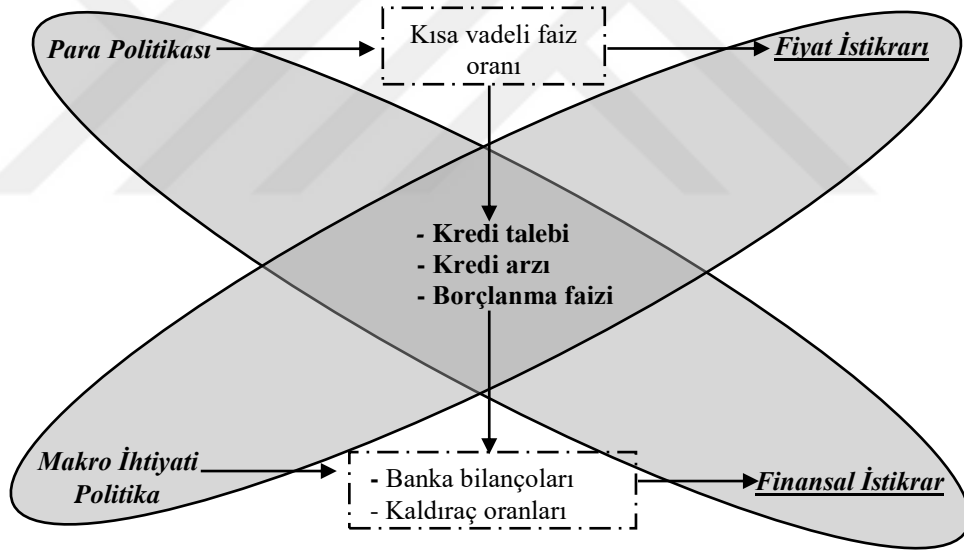 Para Politikası
Kısa vadeli faiz
oranı
Fiyat İstikrarı
- Kredi talebi
- Kredi arzı
- Borçlanma faizi
Makro İhtiyati
Politika
- Banka bilançoları
- Kaldıraç oranları
Finansal İstikrar